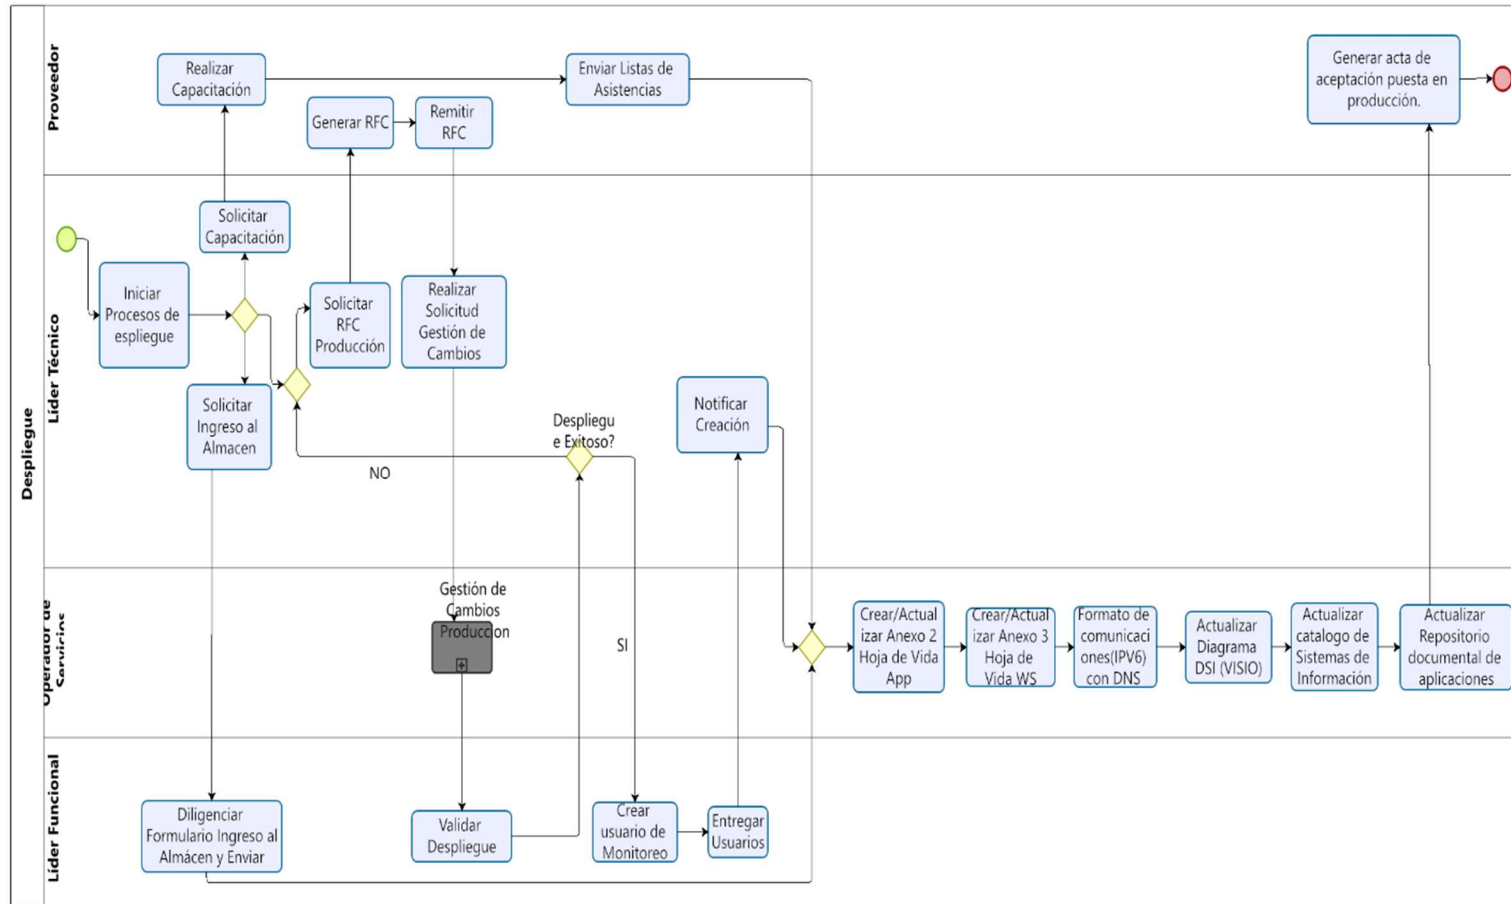 Despliegue
Proveedor
Realizar
Capacitación
Enviar Listas de
Asistencias
Generar RFC
Remitir
RFC
Generar acta de
aceptación puesta en
producción.
Líder Técnico
Solicitar
Capacitación
Iniciar
Procesos de
espliegue
Solicitar
Ingreso al
Almacen
Solicitar
RFC
Producción
Realizar
Solicitud
Gestión de
Cambios
Despliegu
e Exitoso?
NO
Notificar
Creación
Operador de
Servicios
Gestión de
Cambios
Produccion
SI
Crear/Actual
izar Anexo 2
Hoja de Vida
App
Crear/Actual
izar Anexo 3
Hoja de
Vida WS
Formato de
comunicaci
ones(IPV6)
con DNS
Actualizar
Diagrama
DSI (VISIO)
Actualizar
catalogo de
Sistemas de
Información
Actualizar
Repositorio
documental de
aplicaciones
Líder Funcional
Diligenciar
Formulario Ingreso al
Almácen y Enviar
Validar
Despliegue
Crear
usuario de
Monitoreo
Entregar
Usuarios